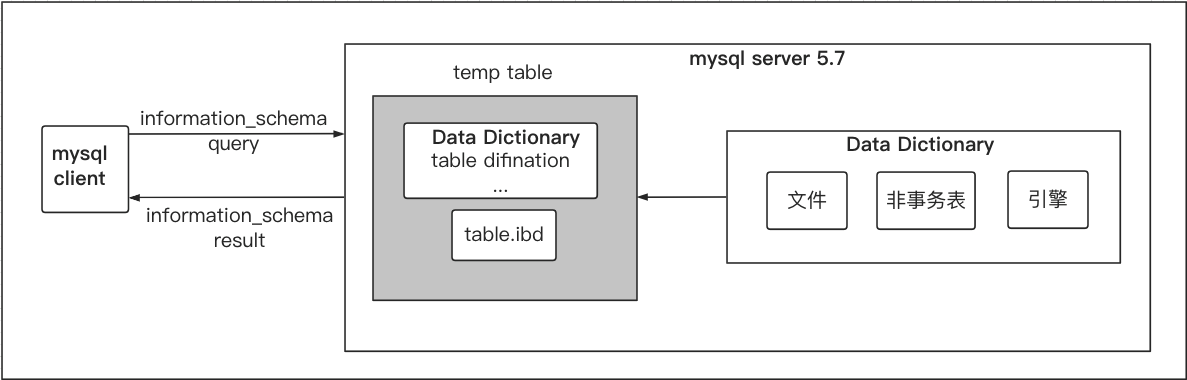 mysql server 5.7
temp table
information_schema
query
mysql
client
information_schema
result
Data Dictionary
table difination
...
table.ibd
Data Dictionary
文件
非事务表
引擎